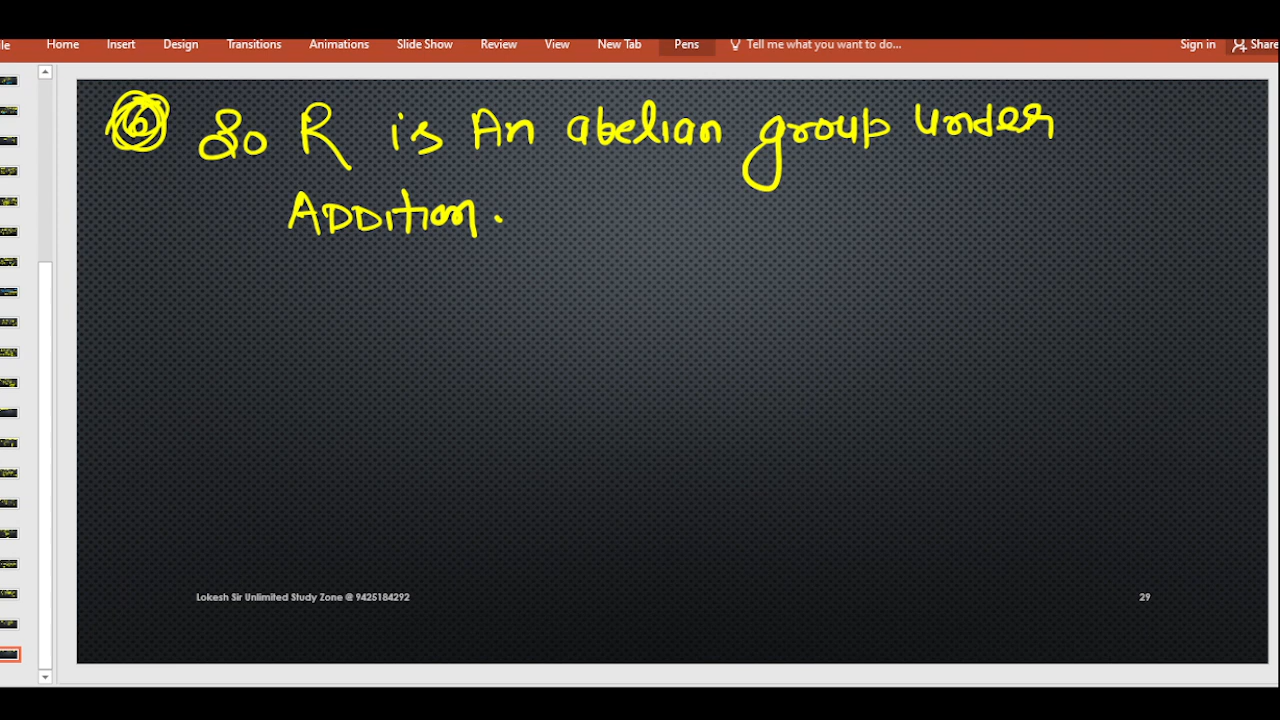 le Home Insert Design Transitions Animations Slide Show Review View New Tab Pens Tell me what you want to do... Sign in Share
So R is An abelian group under
Addition.
Lokesh Sir Unlimited Study Zone @ 9425184292 29